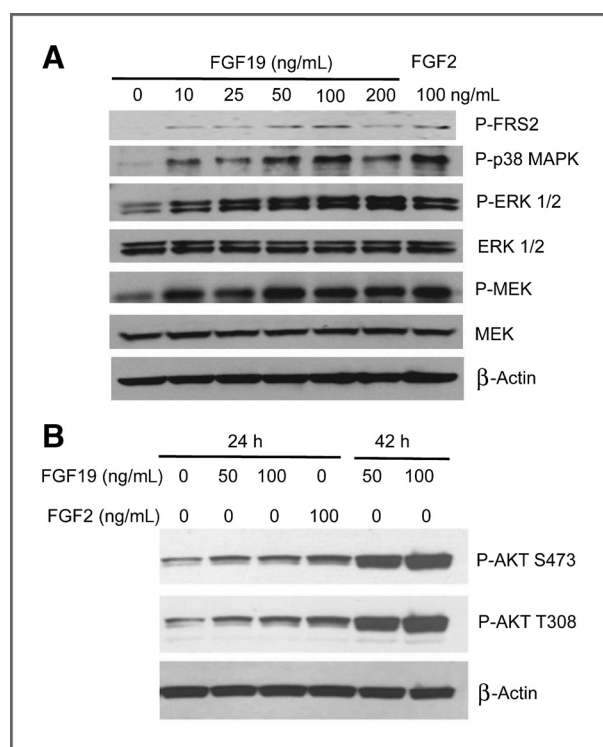 A
FGF19 (ng/mL) FGF2
0 10 25 50 100 200 100 ng/mL
P-FRS2
P-p38 MAPK
P-ERK 1/2
ERK 1/2
P-MEK
MEK
β-Actin
B
24 h 42 h
FGF19 (ng/mL) 0 50 100 0 50 100
FGF2 (ng/mL) 0 0 0 100 0 0
P-AKT S473
P-AKT T308
β-Actin